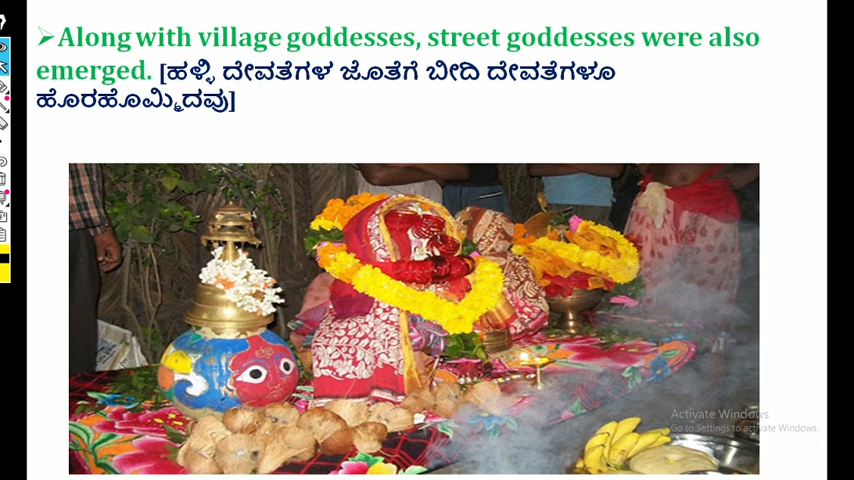 ➢Along with village goddesses, street goddesses were also
emerged. [ಹಳ್ಳಿ ದೇವತೆಗಳ ಜೊತೆಗೆ ಬೀದಿ ದೇವತೆಗಳೂ
ಹೊರಹೊಮ್ಮಿದವು]
Activate Windows
Go to Settings to activate Windows.